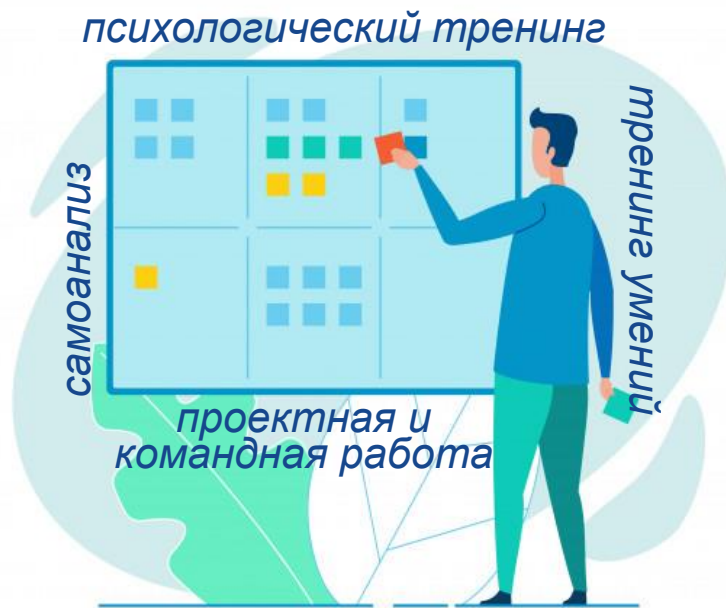 психологический тренинг
самоанализ
тренинг умений
проектная и
командная работа